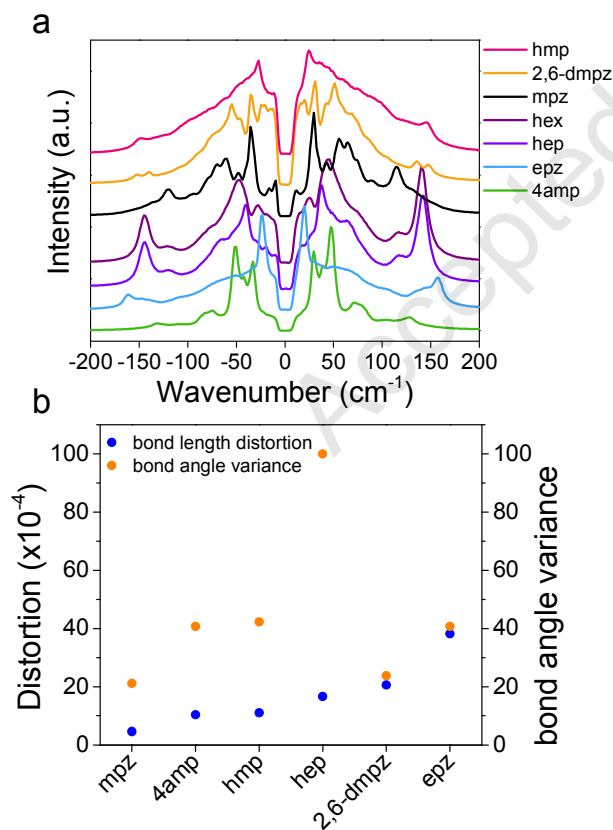 a
hmp
2,6-dmpz
mpz
hex
hep
epz
4amp
Intensity (a.u.)
-200 -150 -100 -50 0 50 100 150 200
Wavenumber (cm⁻¹)
Accepted
b
bond length distortion
bond angle variance
100
80
60
40
20
0
Distortion (x10⁻⁴)
100
80
60
40
20
0
bond angle variance
mpz
4amp
hmp
hep
2,6-dmpz
epz